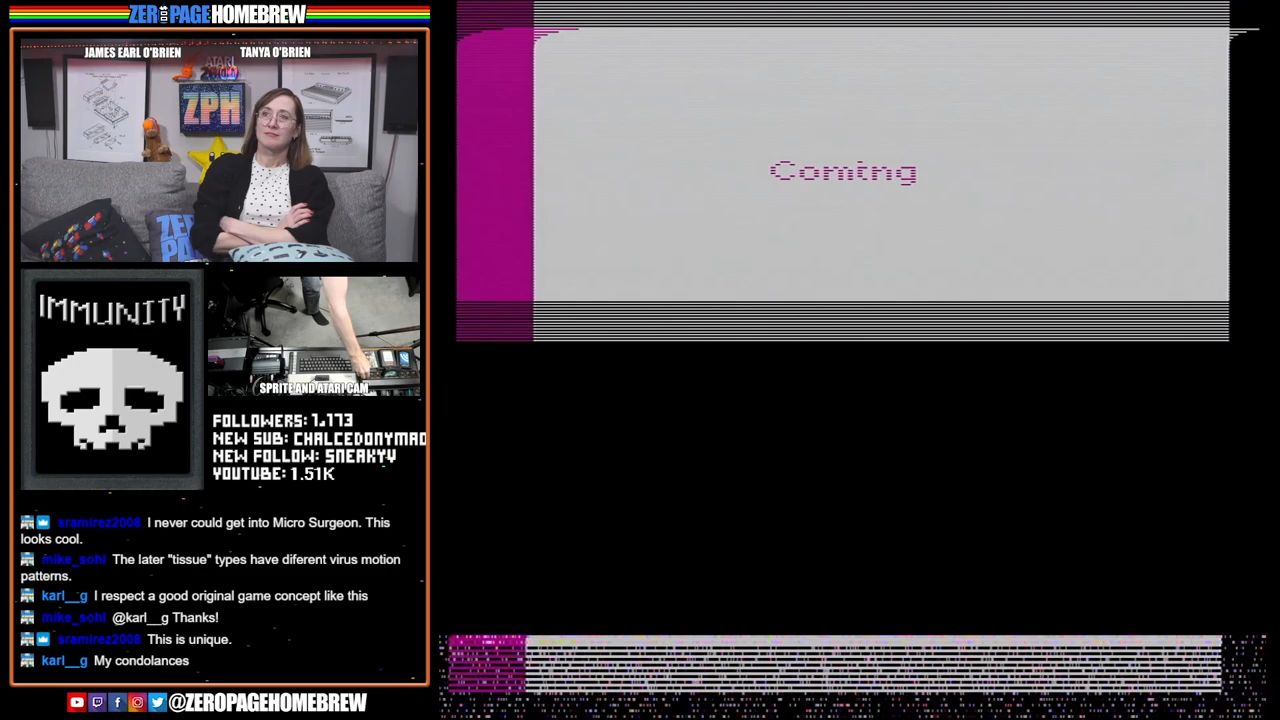 ZERO PAGE HOMEBREW
JAMES EARL O'BRIEN
TANYA O'BRIEN
ATARI
ZPH
Coming
IMMUNITY
SPRITE AND ATARI CAM
FOLLOWERS: 1,173
NEW SUB: CHALCEDONYMAD
NEW FOLLOW: SNEAKTY
YOUTUBE: 1.51K
sramirez2008 I never could get into Micro Surgeon. This
looks cool.
mike_sohl The later "tissue" types have diferent virus motion
patterns.
karl__g I respect a good original game concept like this
mike_sohl @karl__g Thanks!
sramirez2008 This is unique.
karl__g My condolances
@ZEROPAGEHOMEBREW